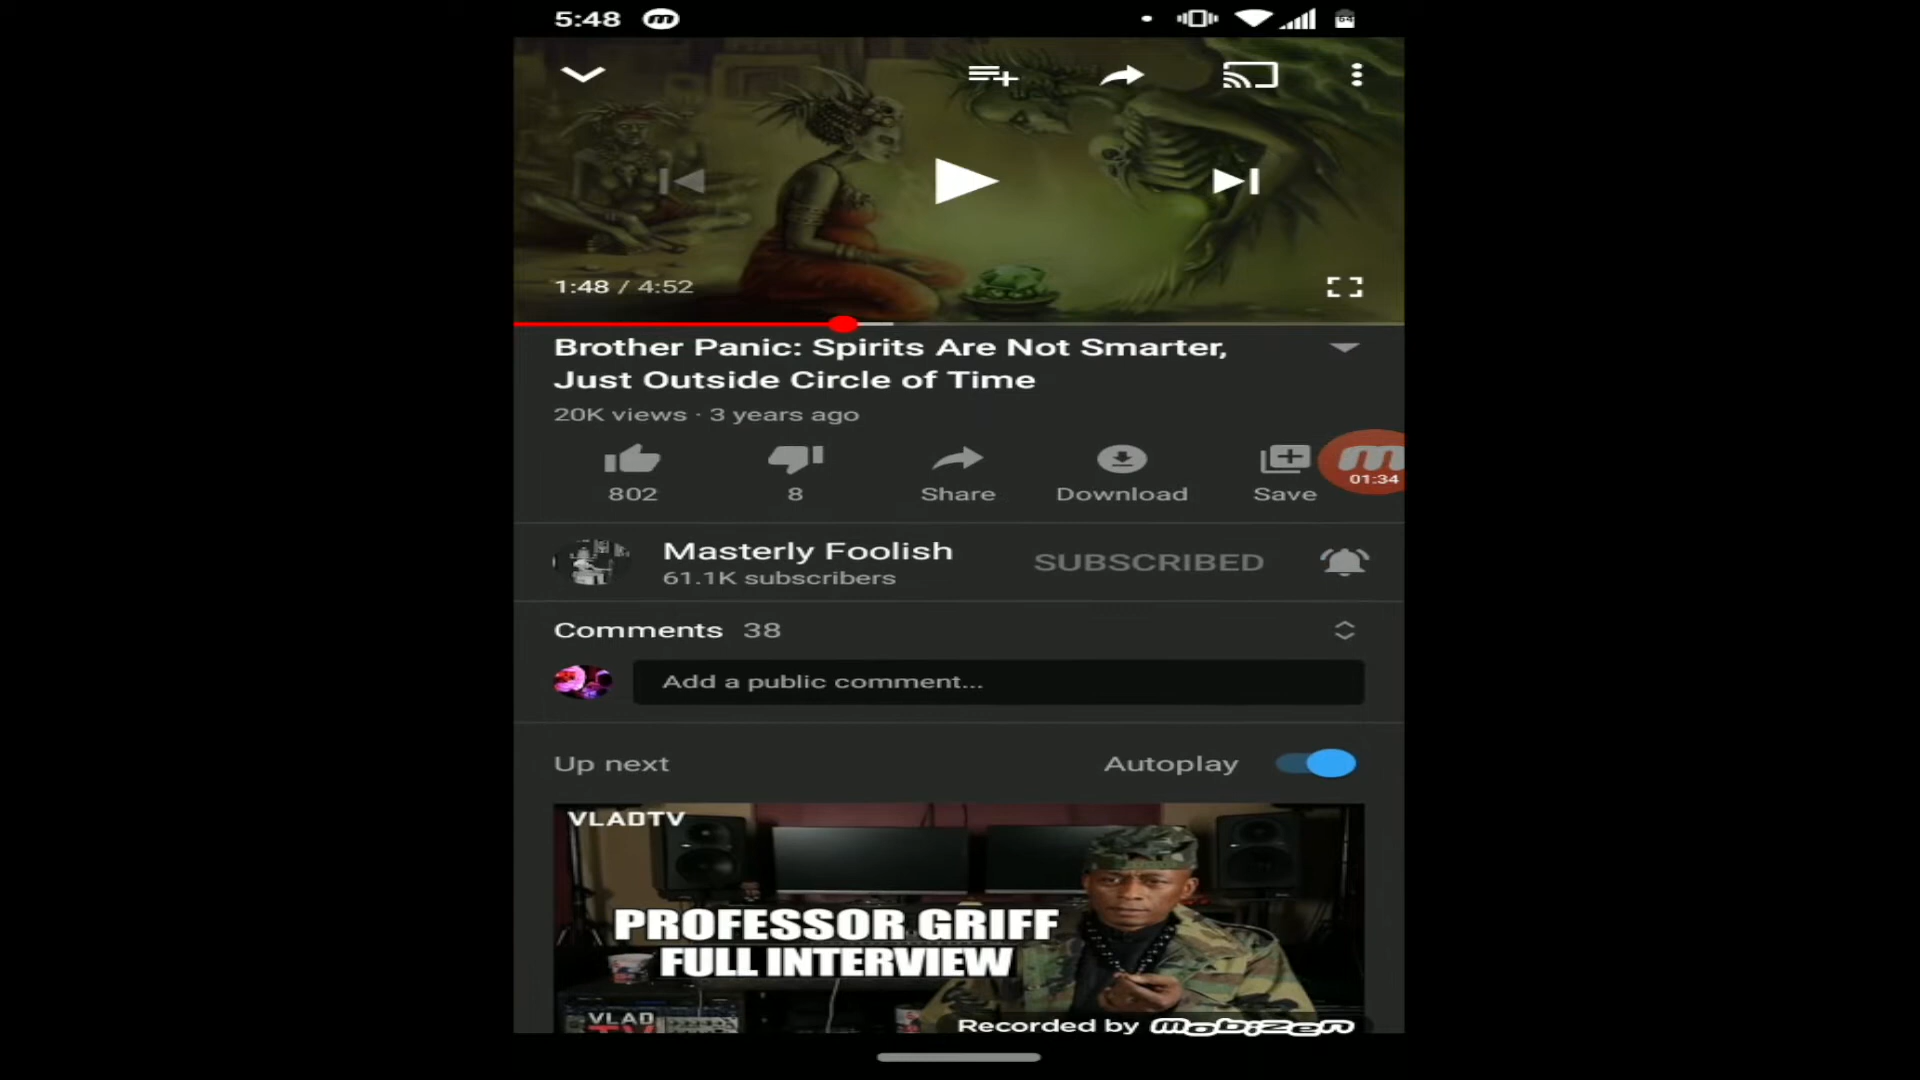 5:48
1:48 / 4:52
Brother Panic: Spirits Are Not Smarter,
Just Outside Circle of Time
20K views · 3 years ago
802
8
Share
Download
Save
01:34
Masterly Foolish
61.1K subscribers
SUBSCRIBED
Comments 38
Add a public comment...
Up next
Autoplay
VLADTV
PROFESSOR GRIFF
FULL INTERVIEW
VLAD
TV
Recorded by mobizen